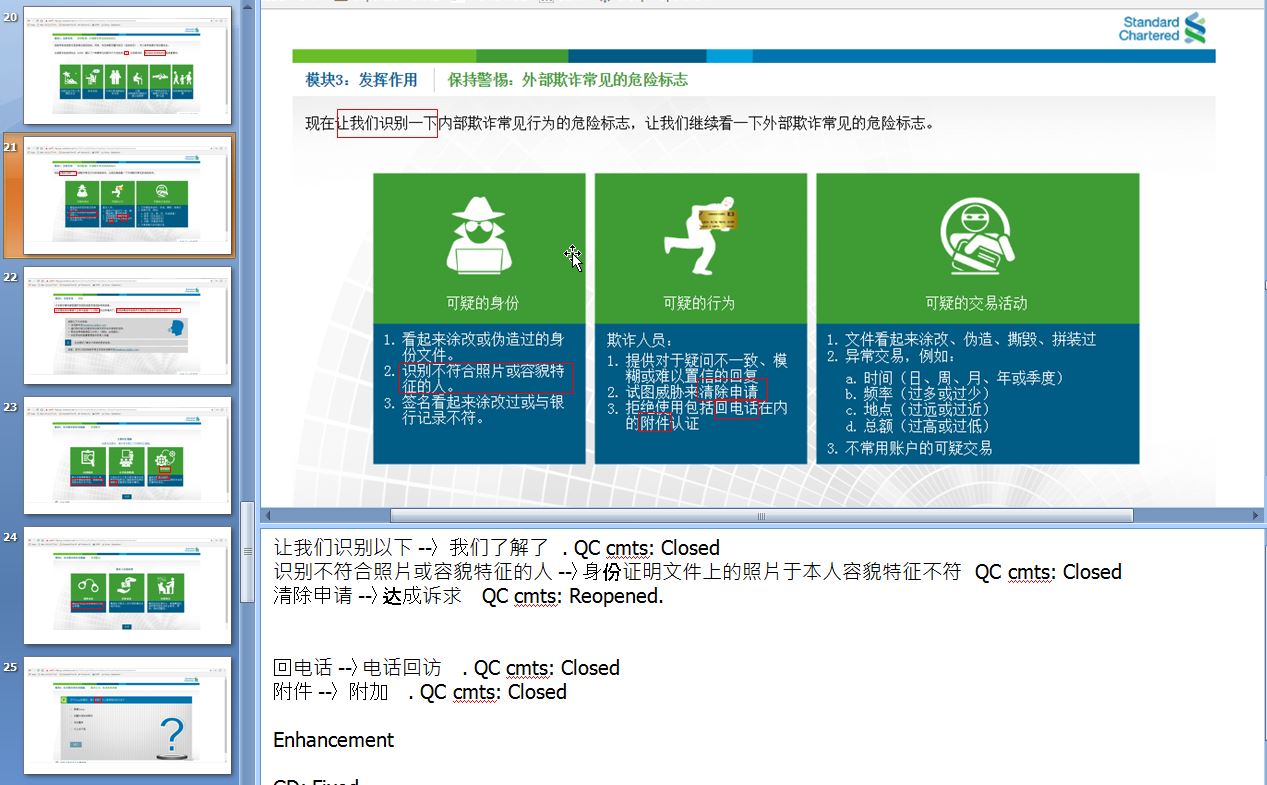 20
21
22
23
24
25
Standard
Chartered
模块3：发挥作用
保持警惕：外部欺诈常见的危险标志
现在让我们识别一下内部欺诈常见行为的危险标志，让我们继续看一下外部欺诈常见的危险标志。
可疑的身份
1. 看起来涂改或伪造过的身
份文件。
2. 识别不符合照片或容貌特
征的人。
3. 签名看起来涂改过或与银
行记录不符。
可疑的行为
欺诈人员：
1. 提供对于疑问不一致、模
糊或难以置信的回复
2. 试图威胁来清除申请
3. 拒绝使用包括回电话在内
的附件认证
可疑的交易活动
1. 文件看起来涂改、伪造、撕毁、拼装过
2. 异常交易，例如：
a. 时间（日、周、月、年或季度）
b. 频率（过多或过少）
c. 地点（过远或过近）
d. 总额（过高或过低）
3. 不常用账户的可疑交易
让我们识别以下 --〉 我们了解了 . QC cmts: Closed
识别不符合照片或容貌特征的人 --〉身份证明文件上的照片于本人容貌特征不符 QC cmts: Closed
清除申请 --〉达成诉求 QC cmts: Reopened.
回电话 --〉电话回访 . QC cmts: Closed
附件 --〉附加 . QC cmts: Closed
Enhancement